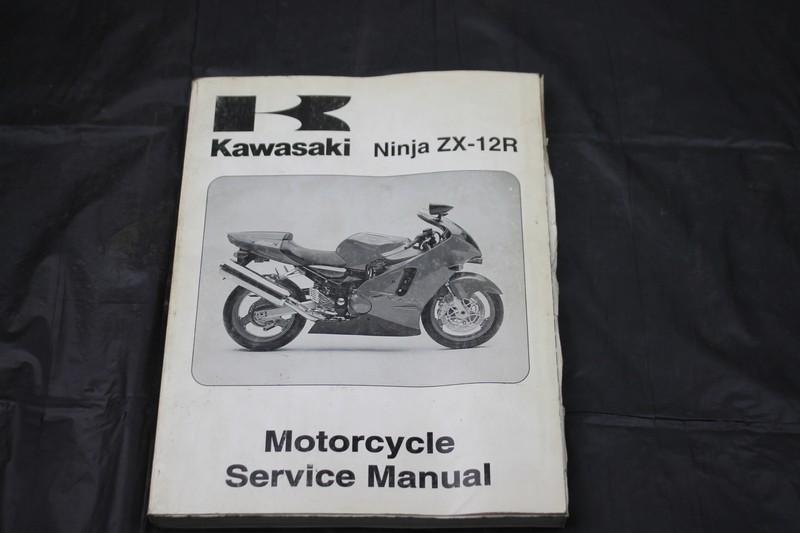 Kawasaki Ninja ZX-12R
Motorcycle
Service Manual